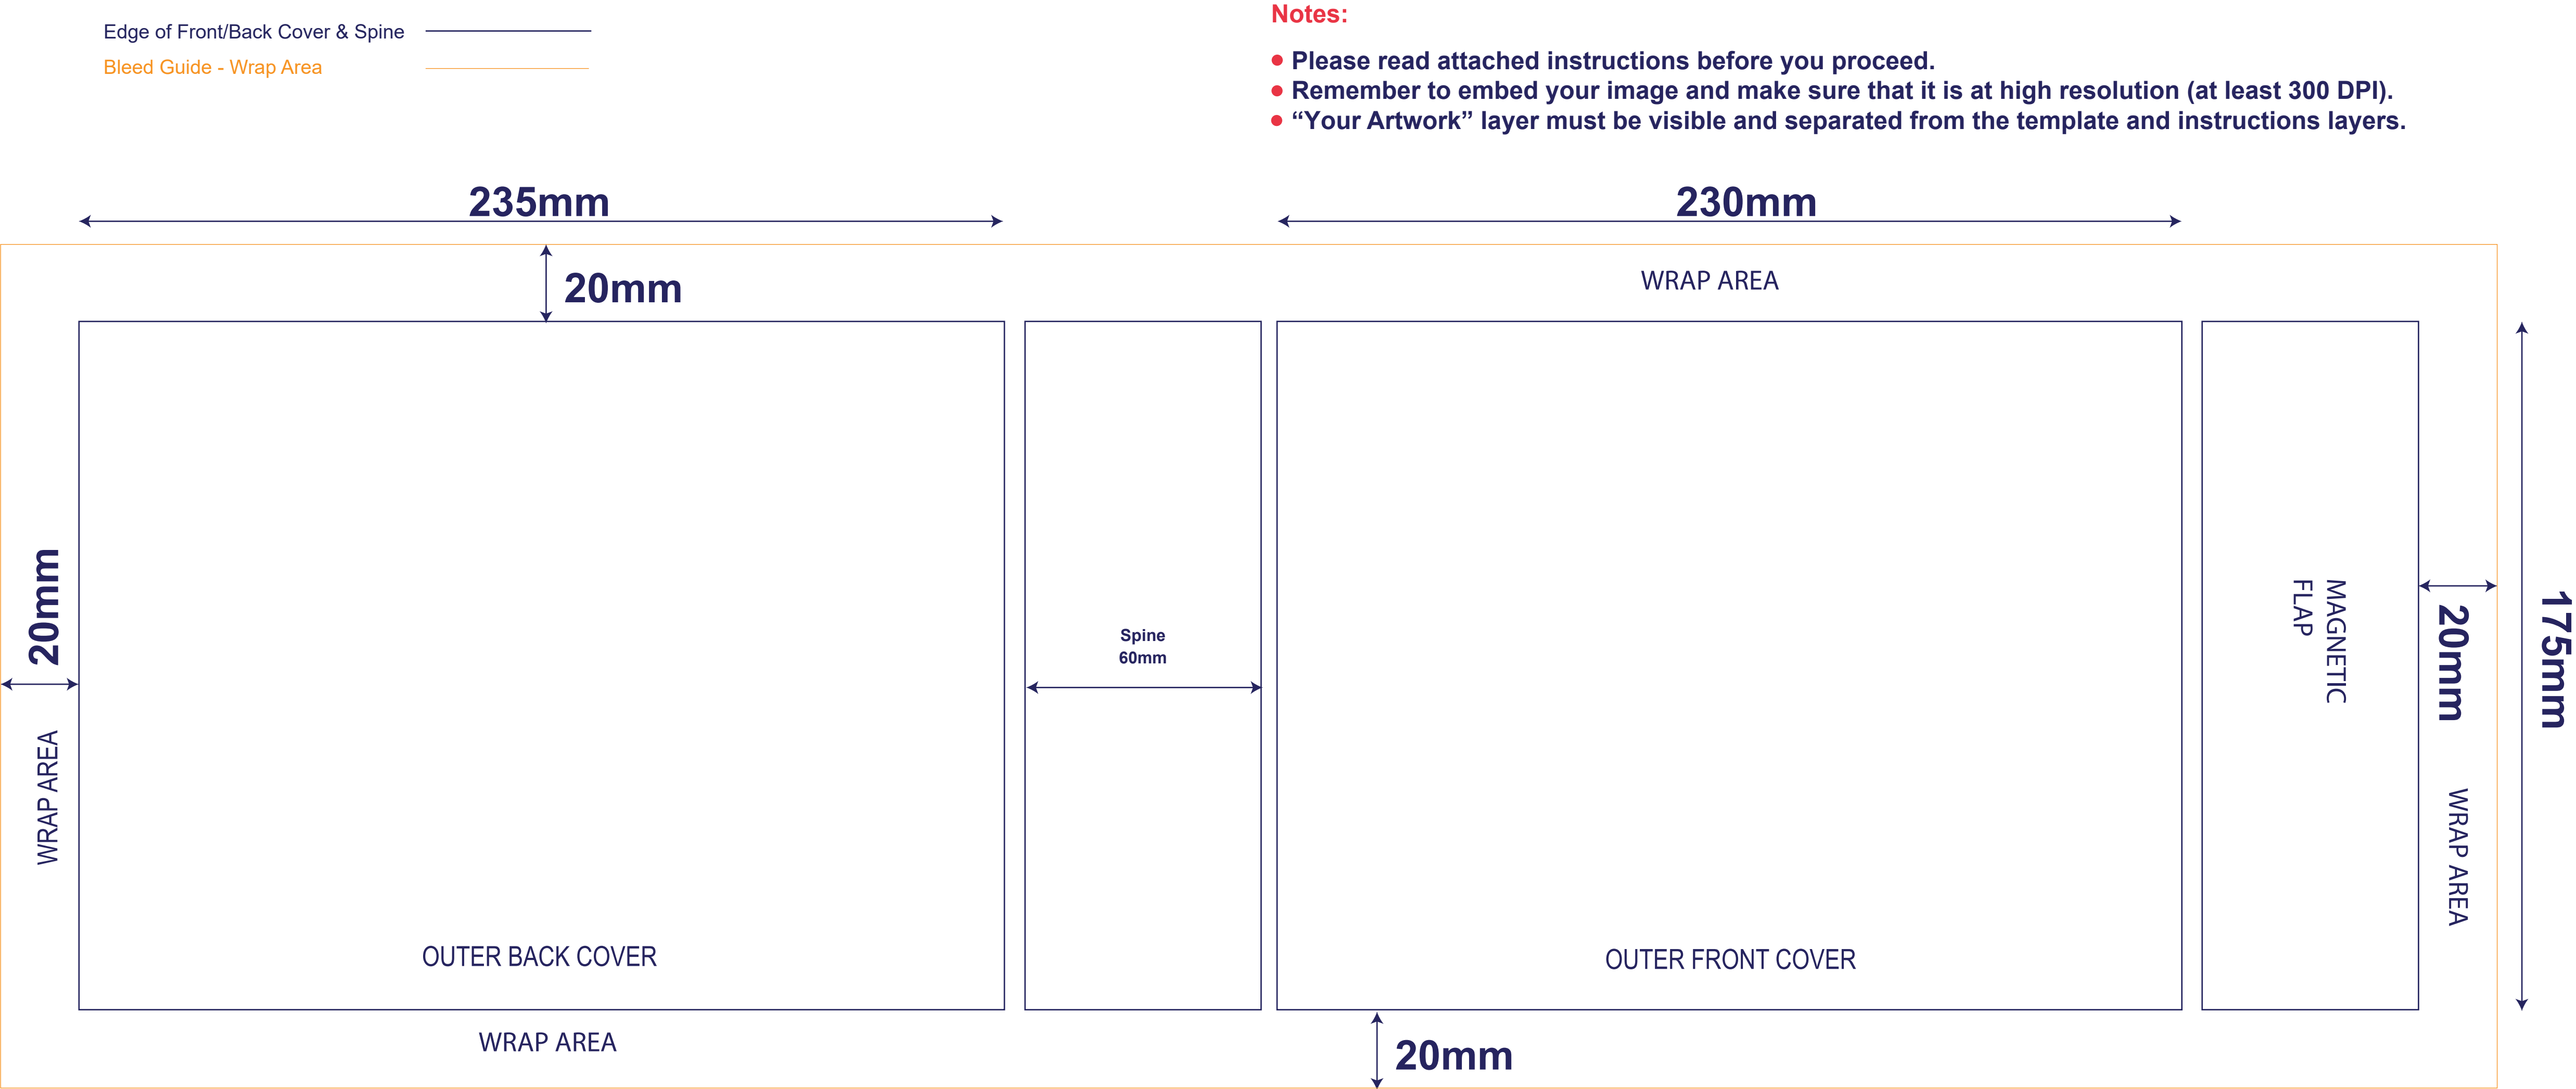 Notes:
Edge of Front/Back Cover & Spine
Bleed Guide - Wrap Area
Please read attached instructions before you proceed.
Remember to embed your image and make sure that it is at high resolution (at least 300 DPI).
“Your Artwork” layer must be visible and separated from the template and instructions layers.
235mm
230mm
20mm
WRAP AREA
20mm
WRAP AREA
Spine
60mm
MAGNETIC
FLAP
20mm
WRAP AREA
175mm
OUTER BACK COVER
OUTER FRONT COVER
WRAP AREA
20mm